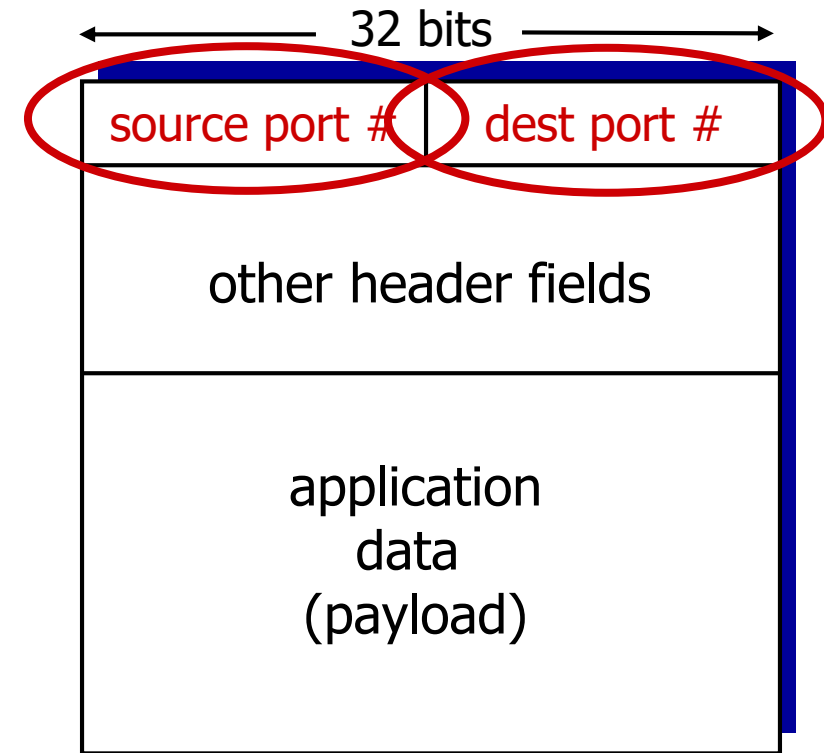 32 bits
source port # dest port #
other header fields
application
data
(payload)